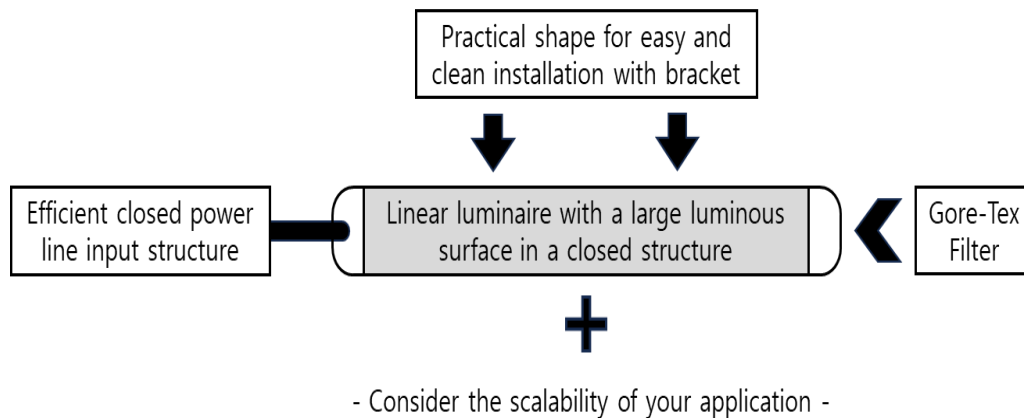 Practical shape for easy and
clean installation with bracket
Efficient closed power
line input structure
Linear luminaire with a large luminous
surface in a closed structure
Gore-Tex
Filter
- Consider the scalability of your application -